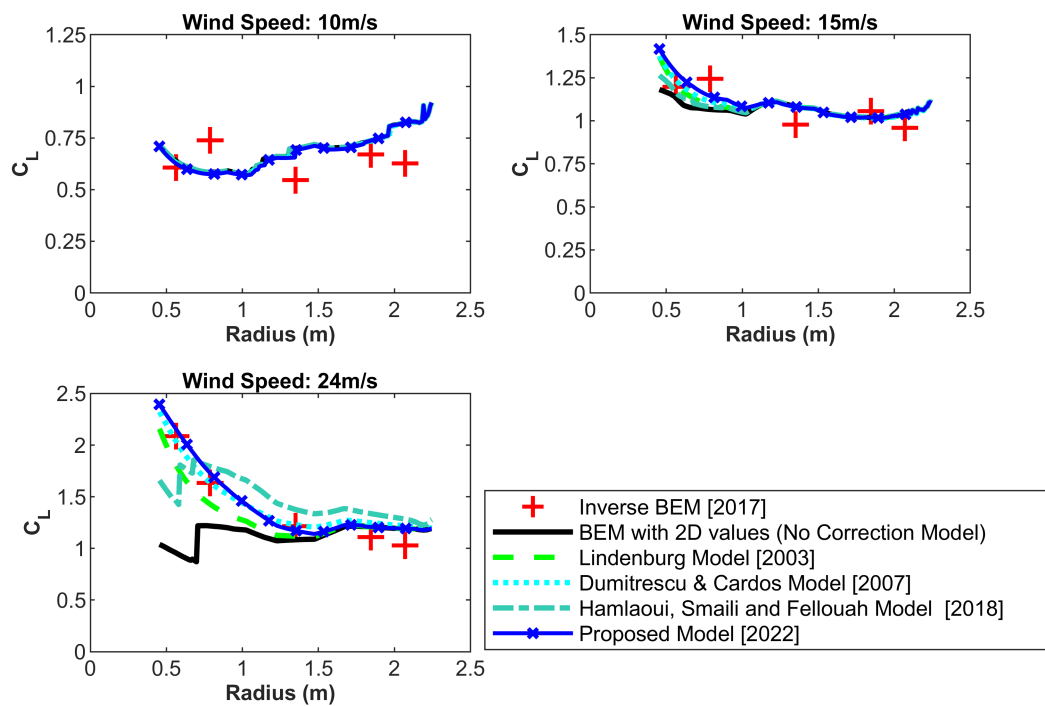 Wind Speed: 10m/s
1.25
1
0.75
0.5
0.25
0
C_L
0
0.5
1
1.5
2
2.5
Radius (m)
Wind Speed: 15m/s
1.5
1.25
1
0.75
0.5
0.25
0
C_L
0
0.5
1
1.5
2
2.5
Radius (m)
Wind Speed: 24m/s
2.5
2
1.5
1
0.5
0
C_L
0
0.5
1
1.5
2
2.5
Radius (m)
Inverse BEM [2017]
BEM with 2D values (No Correction Model)
Lindenburg Model [2003]
Dumitrescu & Cardos Model [2007]
Hamlaoui, Smaili and Fellouah Model [2018]
Proposed Model [2022]